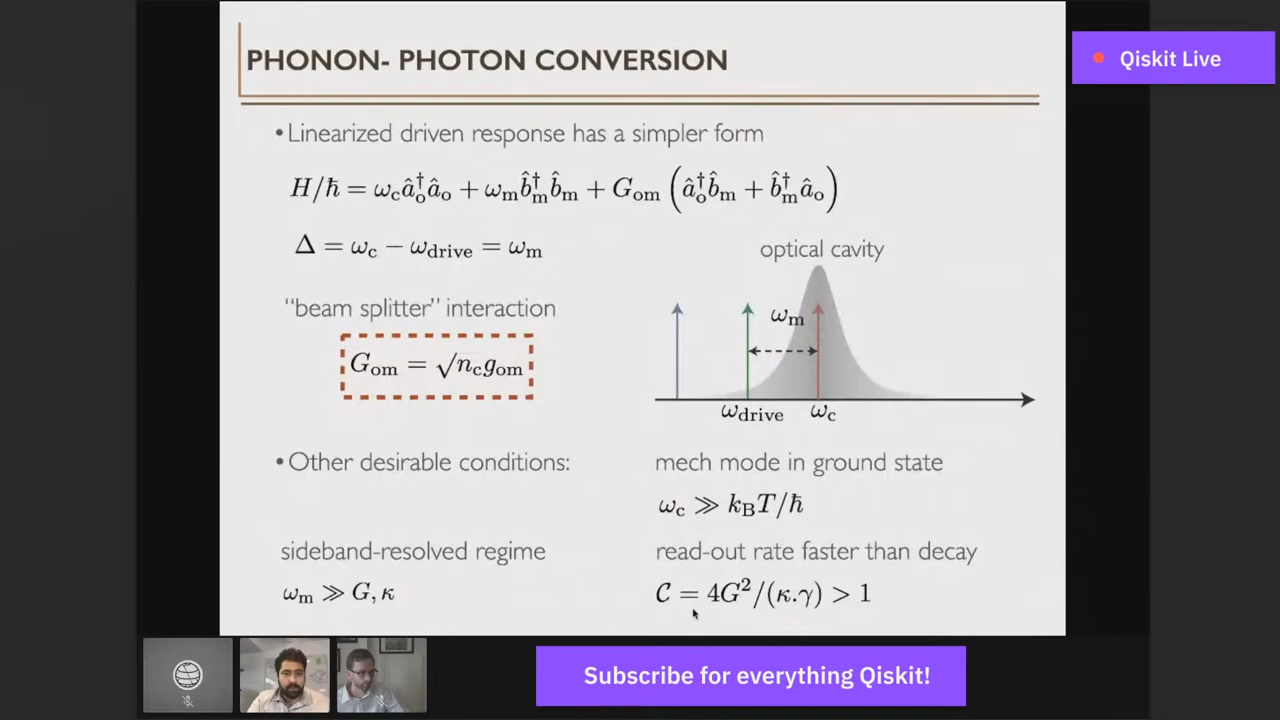 PHONON- PHOTON CONVERSION
Qiskit Live
•Linearized driven response has a simpler form
H/ħ = ω_c â_o† â_o + ω_m b̂_m† b̂_m + G_om (â_o† b̂_m + b̂_m† â_o)
Δ = ω_c − ω_drive = ω_m
optical cavity
“beam splitter” interaction
ω_m
G_om = √n_c g_om
ω_drive ω_c
•Other desirable conditions:
mech mode in ground state
ω_c ≫ k_B T/ħ
sideband-resolved regime
read-out rate faster than decay
ω_m ≫ G, κ
C = 4G²/(κ.γ) > 1
Subscribe for everything Qiskit!